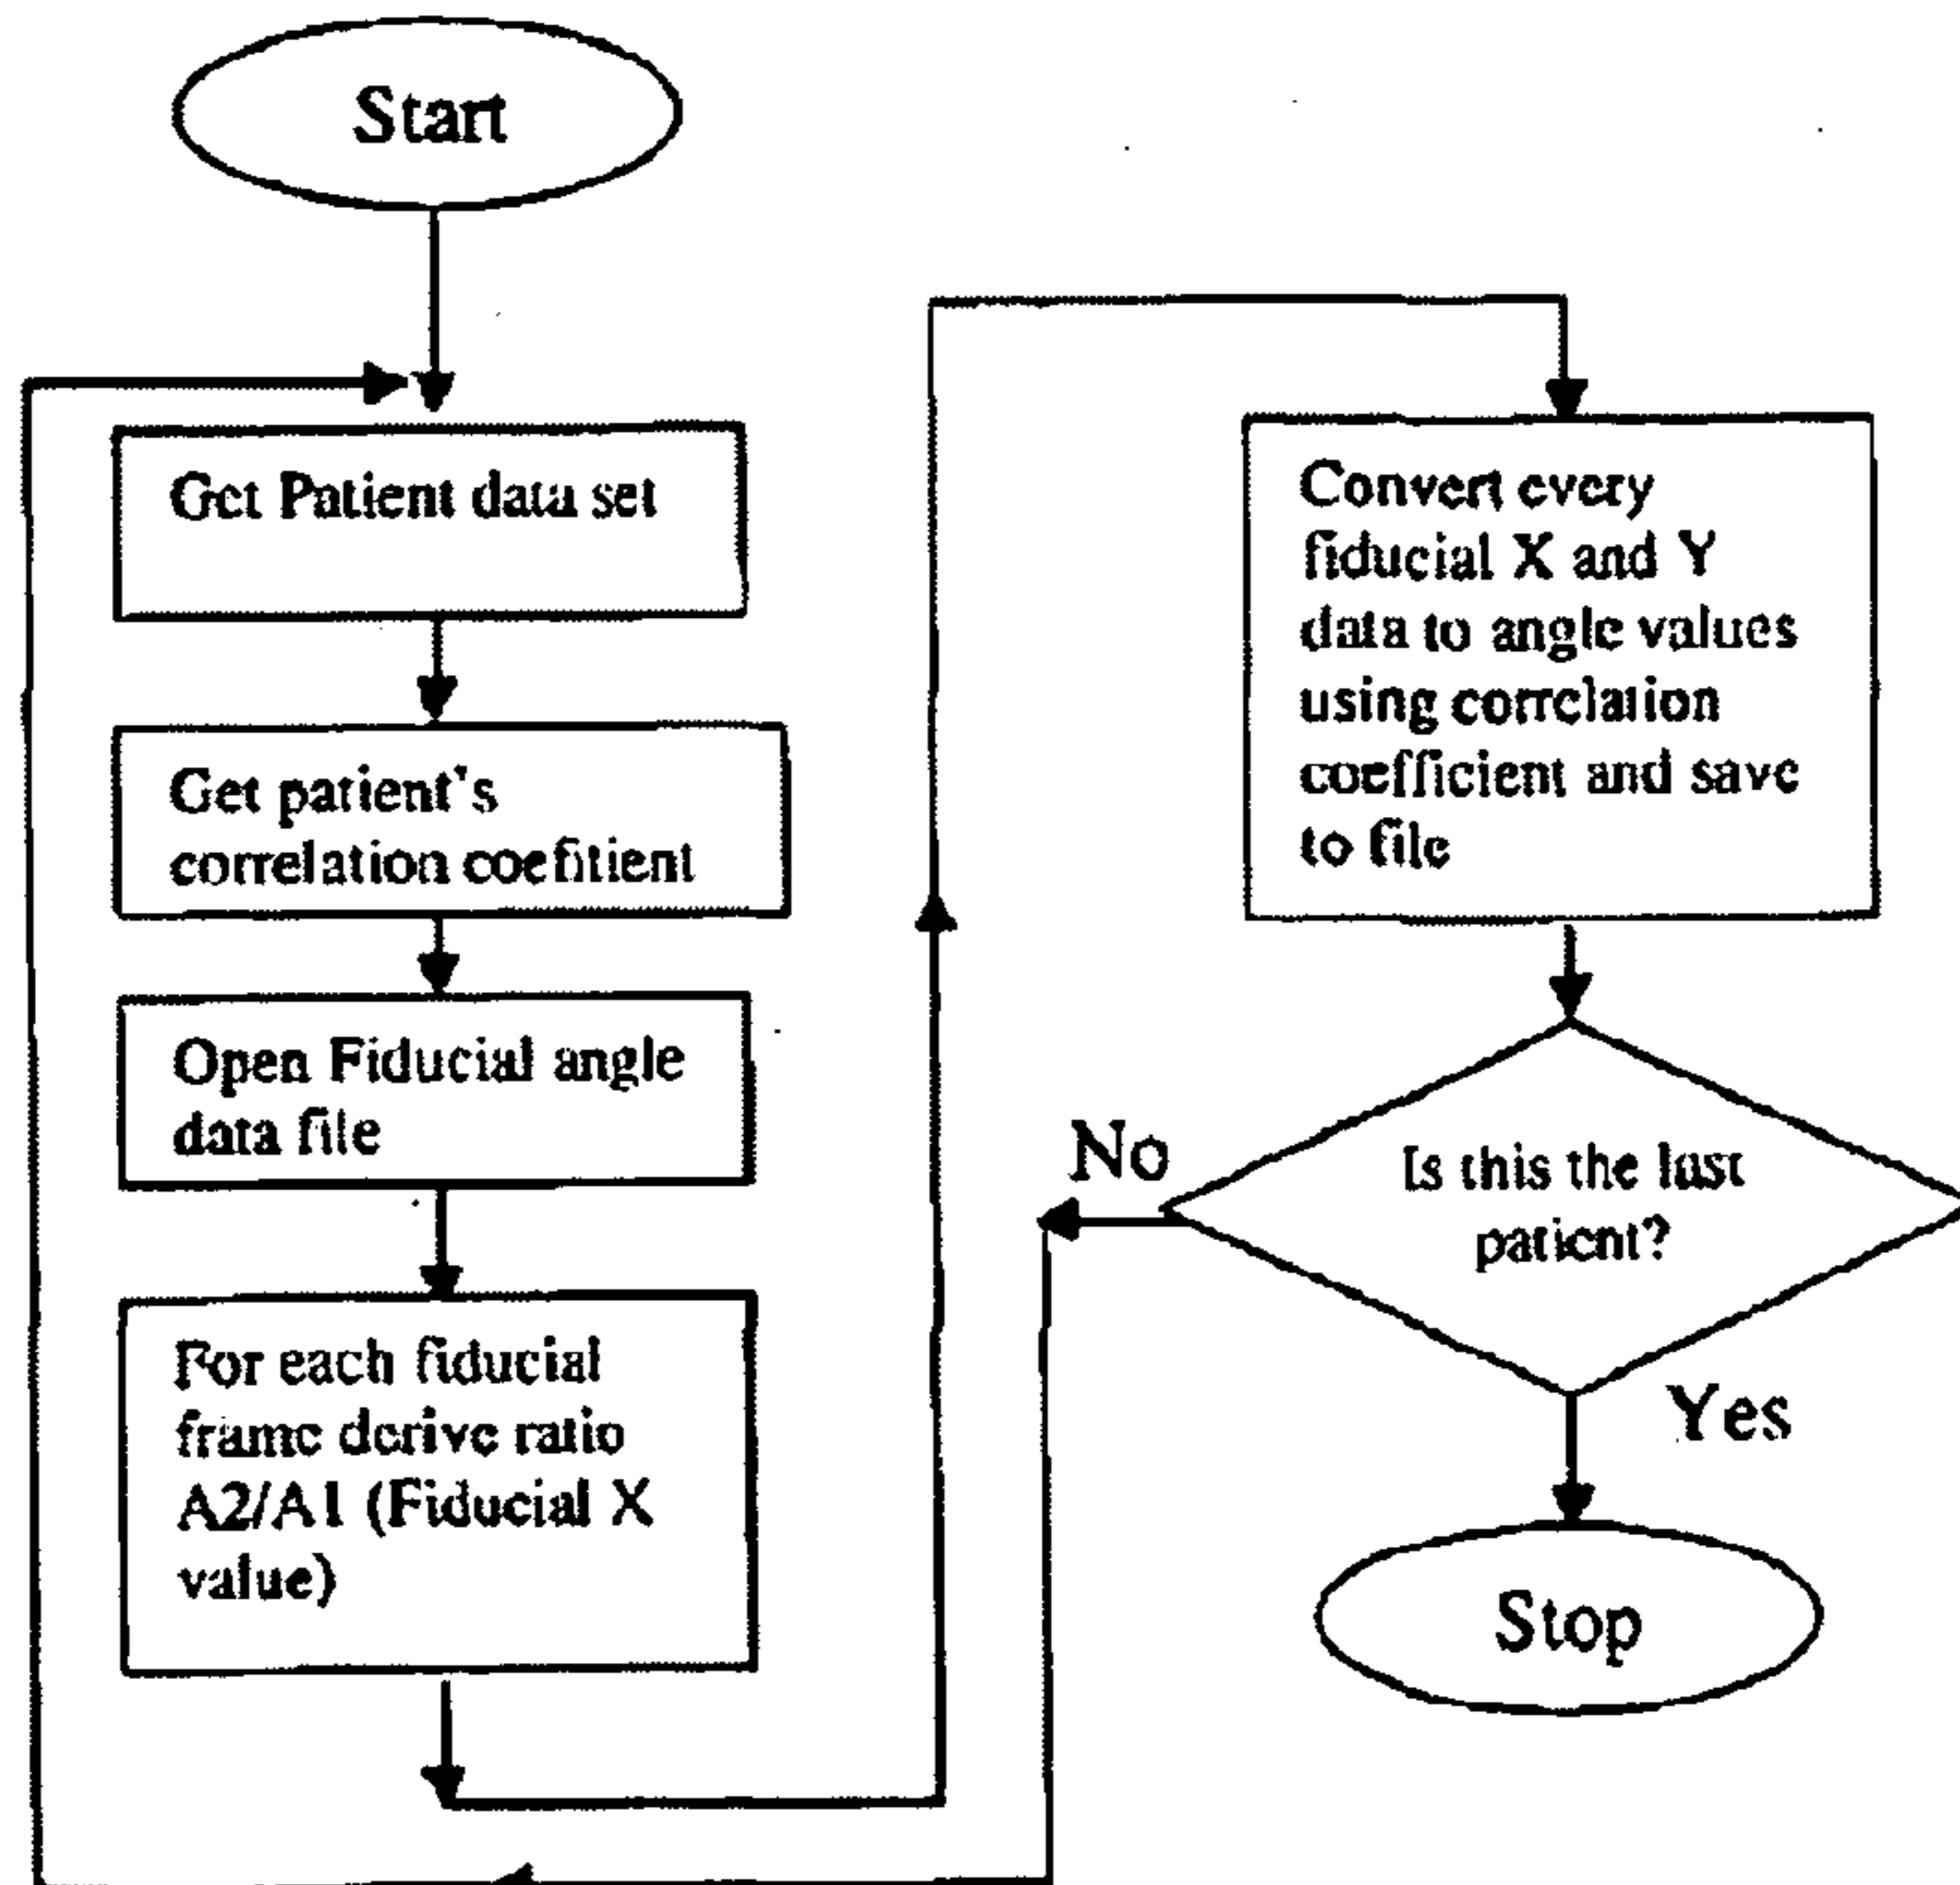 Start
Get Patient data set
Get patient's
correlation coefitient
Open Fiducial angle
data file
For each fiducial
frame derive ratio
A2/A1 (Fiducial X
value)
Convert every
fiducial X and Y
data to angle values
using correlation
coefficient and save
to file
No
Is this the last
patient?
Yes
Stop